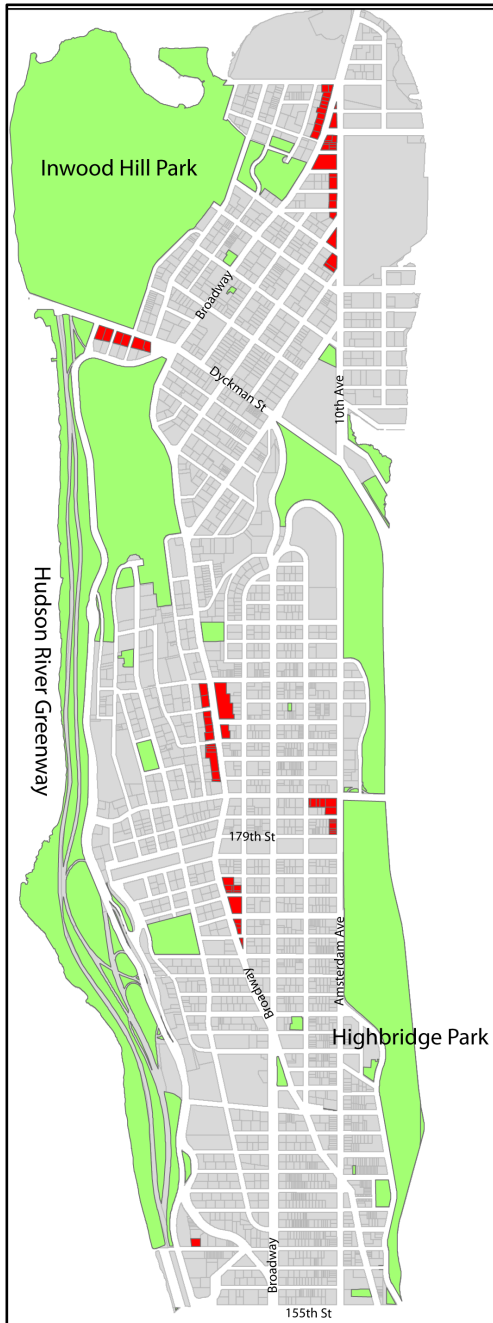 Inwood Hill Park
Broadway
Dyckman St
10th Ave
Hudson River Greenway
179th St
Amsterdam Ave
Broadway
Highbridge Park
Broadway
155th St